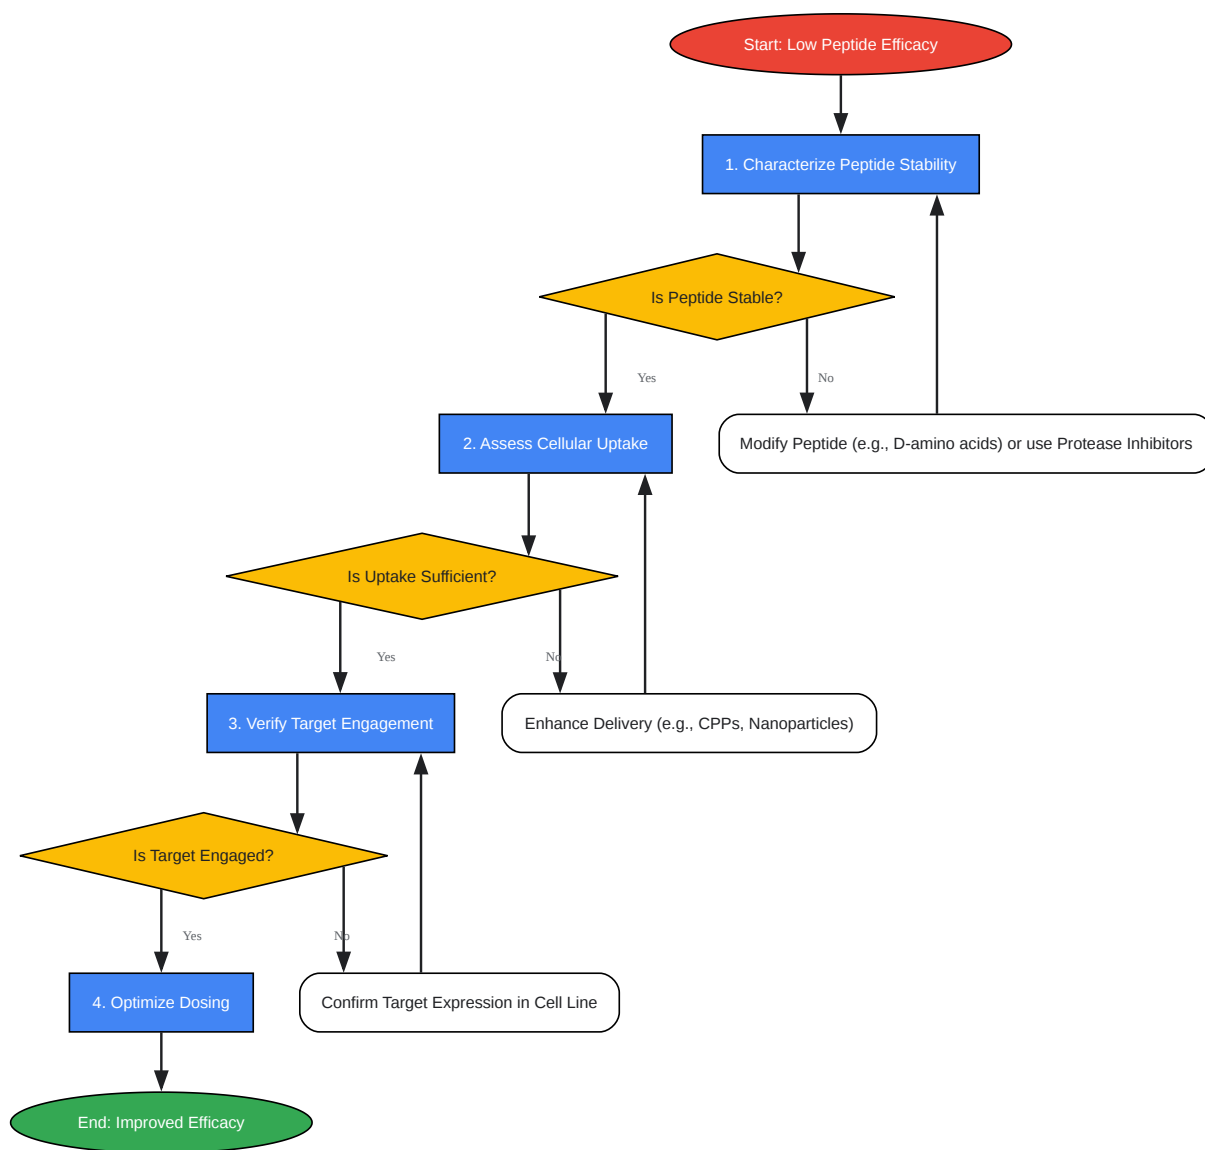 Start: Low Peptide Efficacy
1. Characterize Peptide Stability
Is Peptide Stable?
Yes
No
2. Assess Cellular Uptake
Modify Peptide (e.g., D-amino acids) or use Protease Inhibitors
Is Uptake Sufficient?
Yes
No
3. Verify Target Engagement
Enhance Delivery (e.g., CPPs, Nanoparticles)
Is Target Engaged?
Yes
No
4. Optimize Dosing
Confirm Target Expression in Cell Line
End: Improved Efficacy